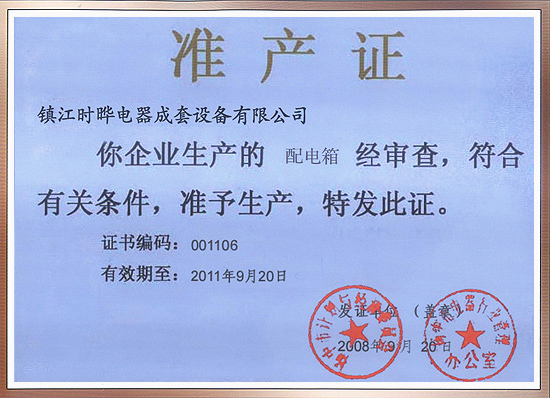 准产证
镇江时晔电器成套设备有限公司
你企业生产的 配电箱 经审查，符合
有关条件，准予生产，特发此证。
证书编码：001106
有效期至：2011年9月20日
发证单位 （盖章）
2008年9月 20日
办公室